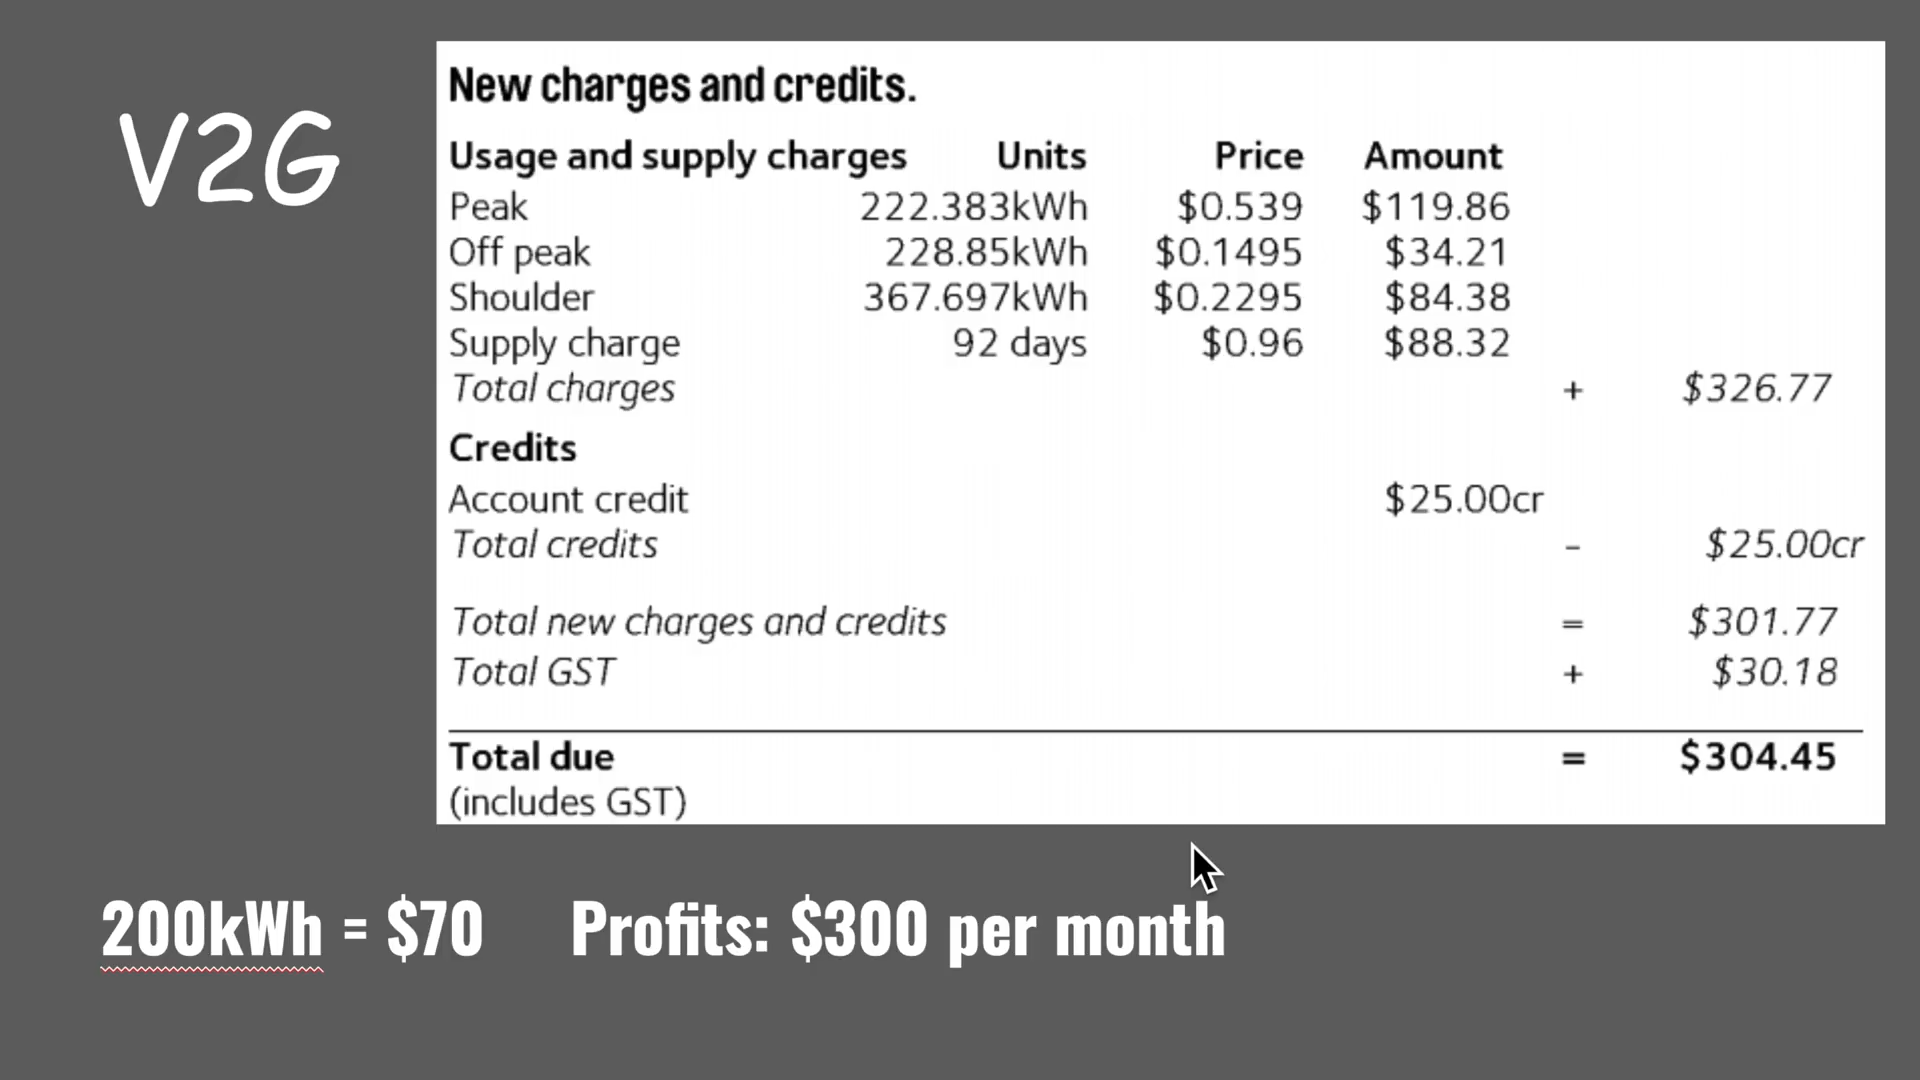 V2G
New charges and credits.
Usage and supply charges Units Price Amount
Peak 222.383kWh $0.539 $119.86
Off peak 228.85kWh $0.1495 $34.21
Shoulder 367.697kWh $0.2295 $84.38
Supply charge 92 days $0.96 $88.32
Total charges + $326.77
Credits
Account credit $25.00cr
Total credits - $25.00cr
Total new charges and credits = $301.77
Total GST + $30.18
Total due = $304.45
(includes GST)
200kWh = $70 Profits: $300 per month